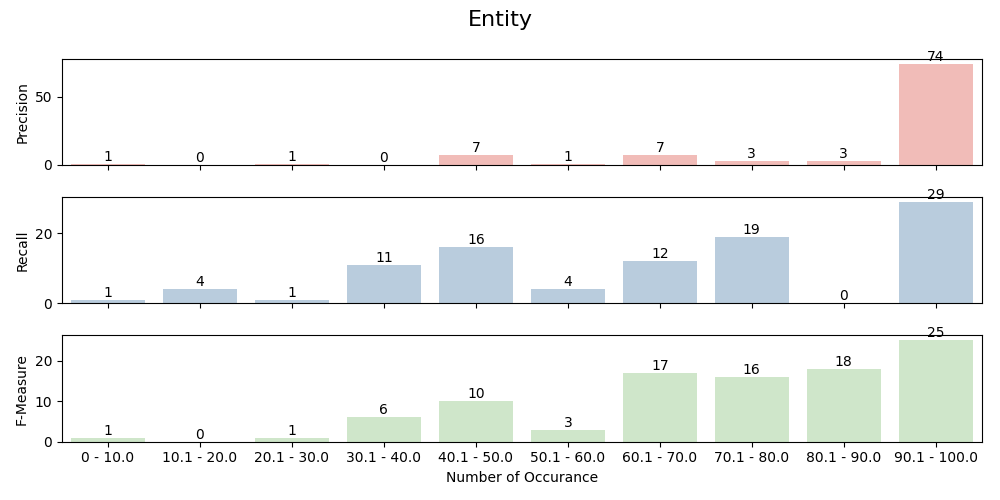 Entity
Precision
50
0
1 0 1 0 7 1 7 3 3 74
Recall
20
0
1 4 1 11 16 4 12 19 0 29
F-Measure
20
10
0
1 0 1 6 10 3 17 16 18 25
0 - 10.0 10.1 - 20.0 20.1 - 30.0 30.1 - 40.0 40.1 - 50.0 50.1 - 60.0 60.1 - 70.0 70.1 - 80.0 80.1 - 90.0 90.1 - 100.0
Number of Occurance